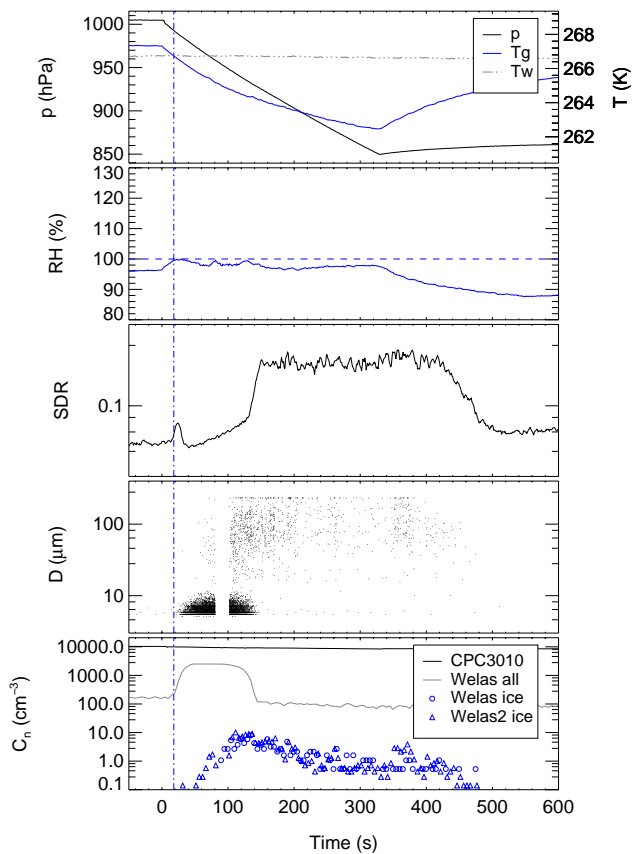 1000
950
900
850
p (hPa)
268
266
264
262
T (K)
p
Tg
Tw
130
120
110
100
90
80
RH (%)
0.1
SDR
100
10
D (µm)
10000.0
1000.0
100.0
10.0
1.0
0.1
Cn (cm−3)
CPC3010
Welas all
Welas ice
Welas2 ice
0 100 200 300 400 500 600
Time (s)